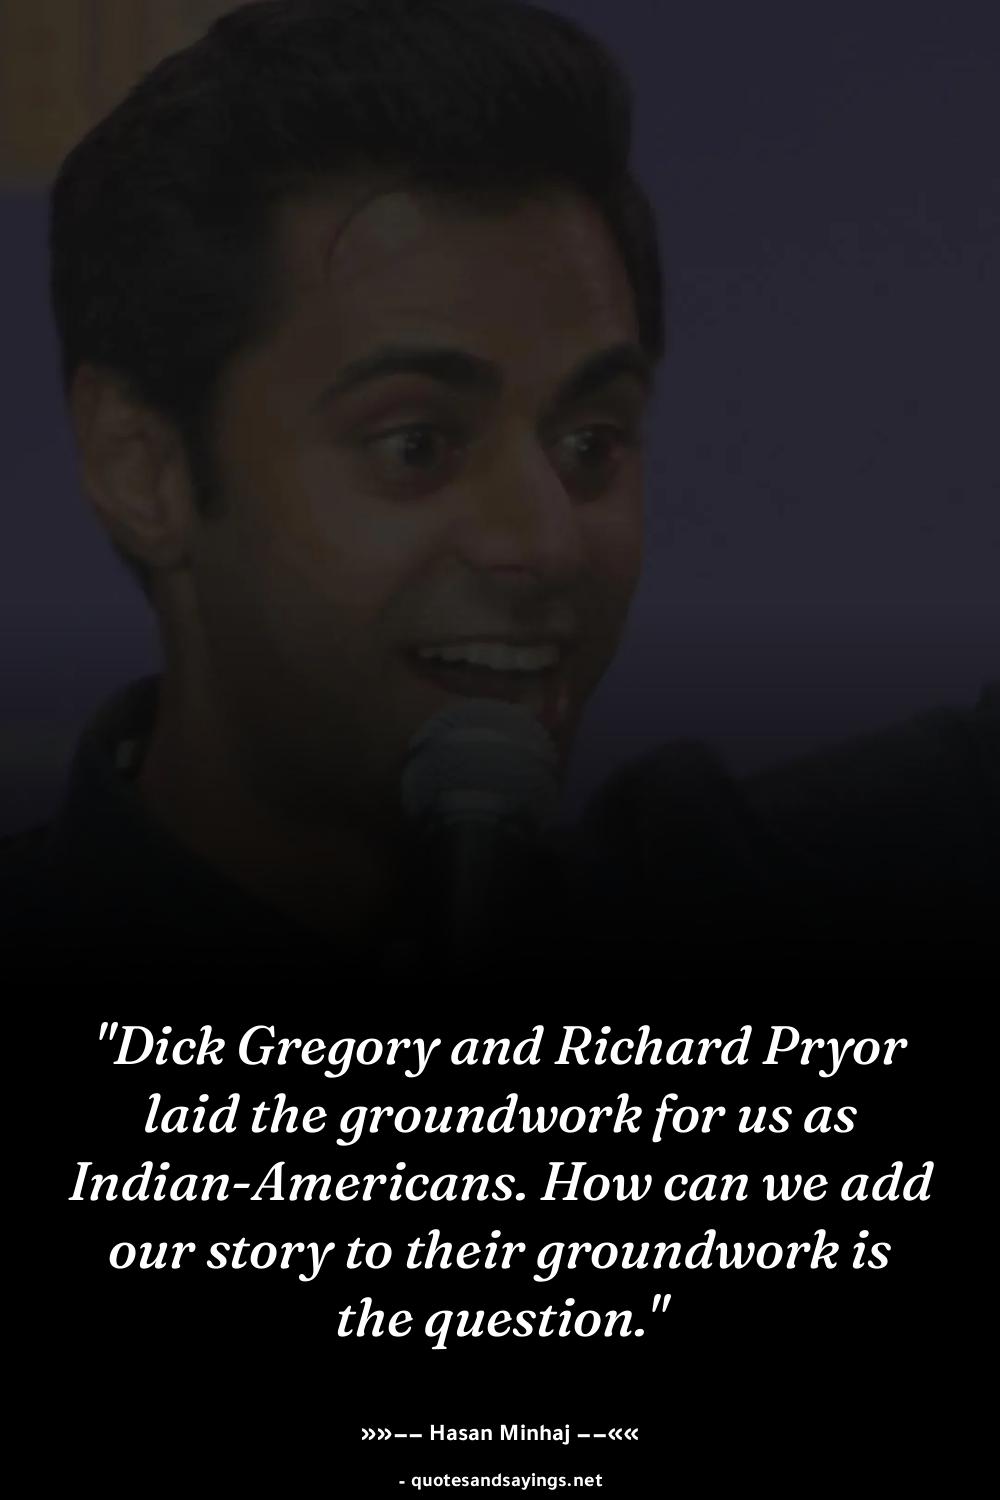 "Dick Gregory and Richard Pryor
laid the groundwork for us as
Indian-Americans. How can we add
our story to their groundwork is
the question."
»»−− Hasan Minhaj −−««
- quotesandsayings.net